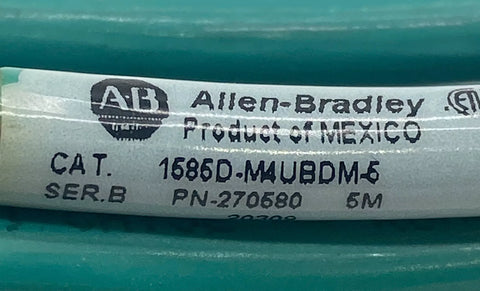 AB Allen-Bradley
Product of MEXICO
CAT. 1585D-M4UBDM-5
SER.B PN-270580 5M